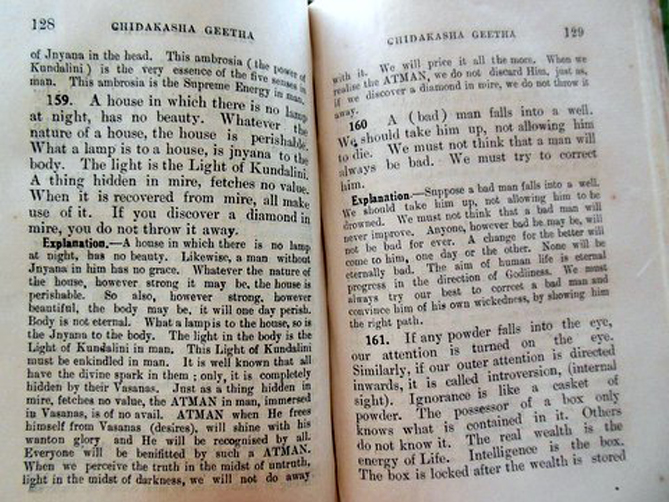 128 CHIDAKASHA GEETHA
of Jnyana in the head. This ambrosia ( the power of
Kundalini ) is the very essence of the five senses in
man. This ambrosia is the Supreme Energy in man.
159. A house in which there is no lamp
at night, has no beauty. Whatever the
nature of a house, the house is perishable.
What a lamp is to a house, is jnyana to the
body. The light is the Light of Kundalini.
A thing hidden in mire, fetches no value.
When it is recovered from mire, all make
use of it. If you discover a diamond in
mire, you do not throw it away.
Explanation.—A house in which there is no lamp
at night, has no beauty. Likewise, a man without
Jnyana in him has no grace. Whatever the nature of
the house, however strong it may be, the house is
perishable. So also, however strong, however
beautiful, the body may be, it will one day perish.
Body is not eternal. What a lamp is to the house, so is
the Jnyana to the body. The light in the body is the
Light of Kundalini in man. This Light of Kundalini
must be enkindled in man. It is well known that all
have the divine spark in them ; only, it is completely
hidden by their Vasanas. Just as a thing hidden in
mire, fetches no value, the ATMAN in man, immersed
in Vasanas, is of no avail. ATMAN when He frees
himself from Vasanas (desires), will shine with his
wanton glory and He will be recognised by all.
Everyone will be benifitted by such a ATMAN.
When we perceive the truth in the midst of untruth,
light in the midst of darkness, we will not do away
CHIDAKASHA GEETHA 129
with it. We will price it all the more. When we
realise the ATMAN, we do not discard Him, just as,
if we discover a diamond in mire, we do not throw it
away.
160 A (bad) man falls into a well.
We should take him up, not allowing him
to die. We must not think that a man will
always be bad. We must try to correct
him.
Explanation.—Suppose a bad man falls into a well.
We should take him up, not allowing him to be
drowned. We must not think that a bad man will
never improve. Anyone, however bad he may be, will
not be bad for ever. A change for the better will
come to him, one day or the other. None will be
eternally bad. The aim of human life is eternal
progress in the direction of Godliness. We must
always try our best to correct a bad man and
convince him of his own wickedness, by showing him
the right path.
161. If any powder falls into the eye,
our attention is turned on the eye.
Similarly, if our outer attention is directed
inwards, it is called introversion, (internal
sight). Ignorance is like a casket of
powder. The possessor of a box only
knows what is contained in it. Others
do not know it. The real wealth is the
energy of Life. Intelligence is the box.
The box is locked after the wealth is stored